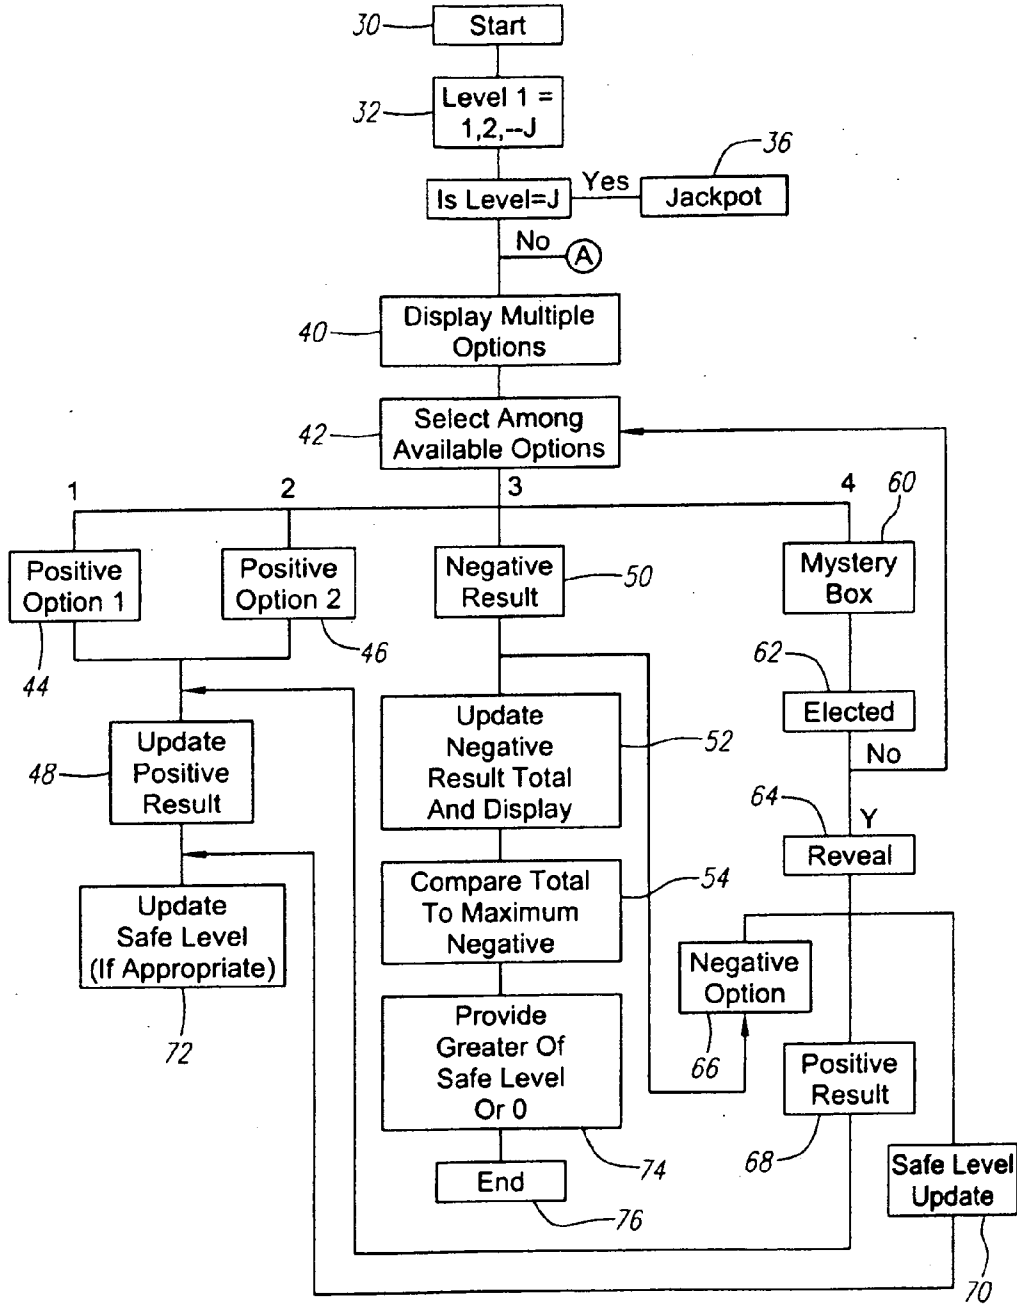 30
Start
32
Level 1 =
1,2,--J
36
Is Level=J
Yes
Jackpot
No
A
40
Display Multiple
Options
42
Select Among
Available Options
1
2
3
4
60
Positive
Option 1
Positive
Option 2
Negative
Result
50
Mystery
Box
44
46
62
Elected
No
48
Update
Positive
Result
Update
Negative
Result Total
And Display
52
64
Y
Reveal
Update
Safe Level
(If Appropriate)
72
Compare Total
To Maximum
Negative
54
Negative
Option
66
Provide
Greater Of
Safe Level
Or 0
74
Positive
Result
68
Safe Level
Update
70
End
76